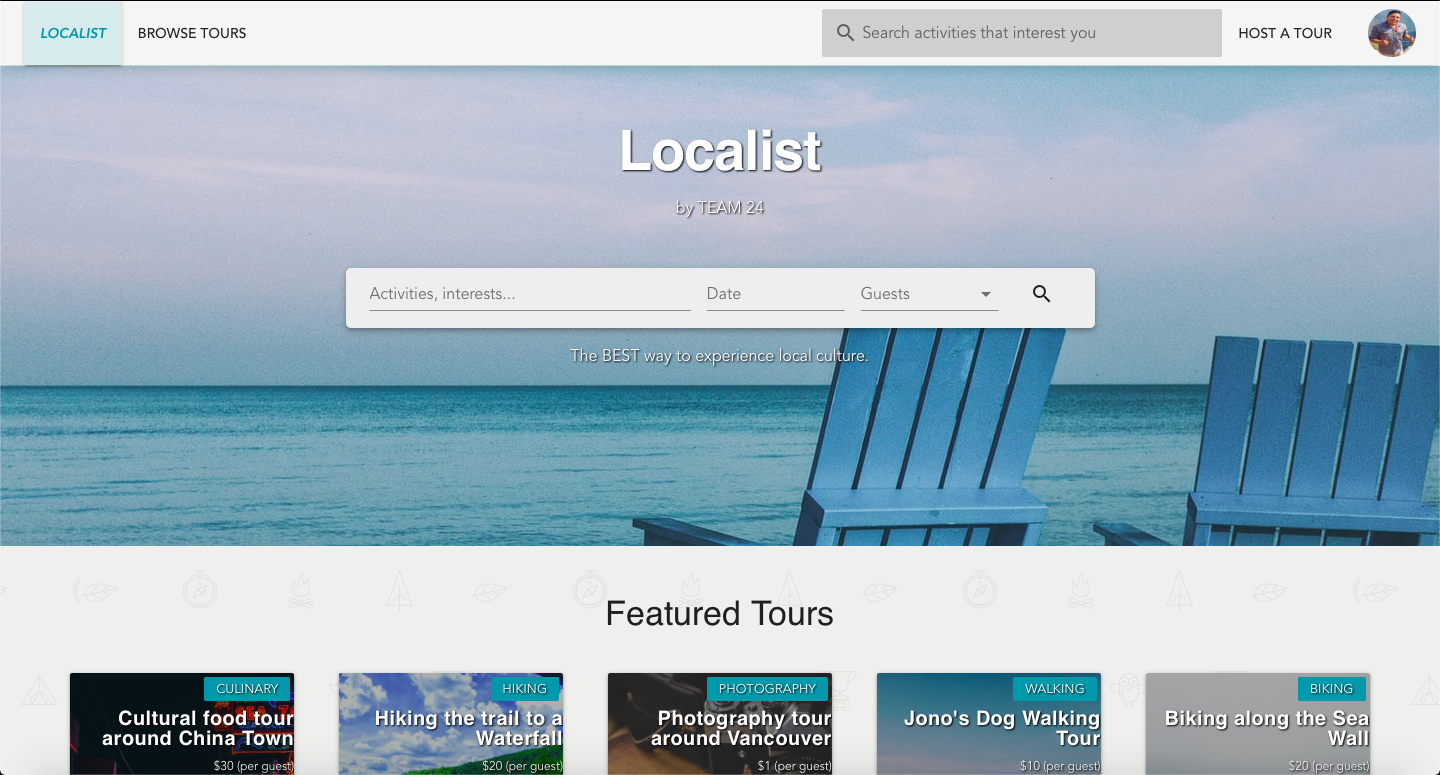 LOCALIST
BROWSE TOURS
Search activities that interest you
HOST A TOUR
Localist
by TEAM 24
Activities, interests...
Date
Guests
The BEST way to experience local culture.
Featured Tours
CULINARY
Cultural food tour
around China Town
$30 (per guest)
HIKING
Hiking the trail to a
Waterfall
$20 (per guest)
PHOTOGRAPHY
Photography tour
around Vancouver
$1 (per guest)
WALKING
Jono's Dog Walking
Tour
$10 (per guest)
BIKING
Biking along the Sea
Wall
$20 (per guest)